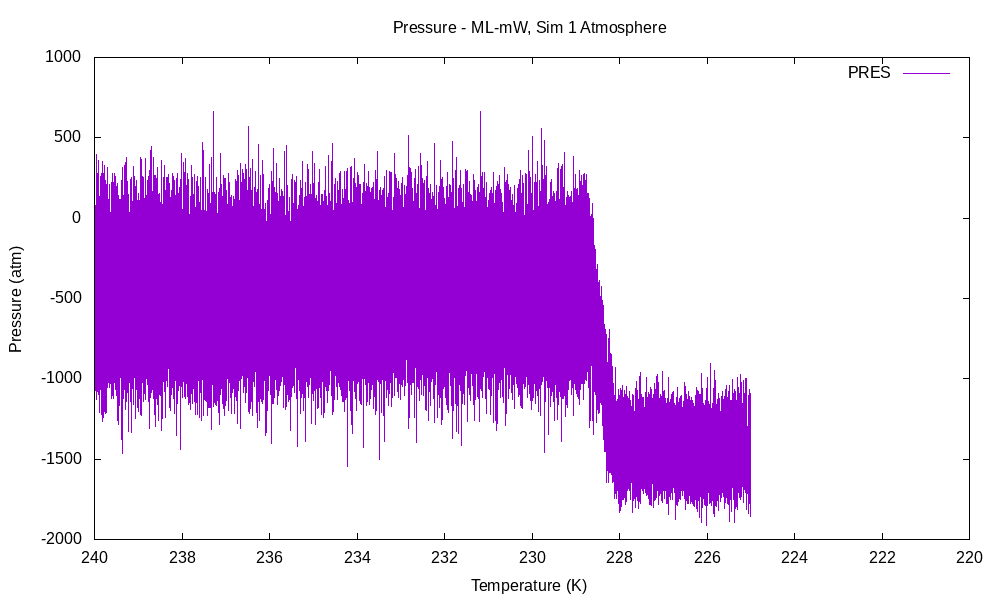 Pressure - ML-mW, Sim 1 Atmosphere
PRES
1000
500
0
-500
-1000
-1500
-2000
Pressure (atm)
240 238 236 234 232 230 228 226 224 222 220
Temperature (K)